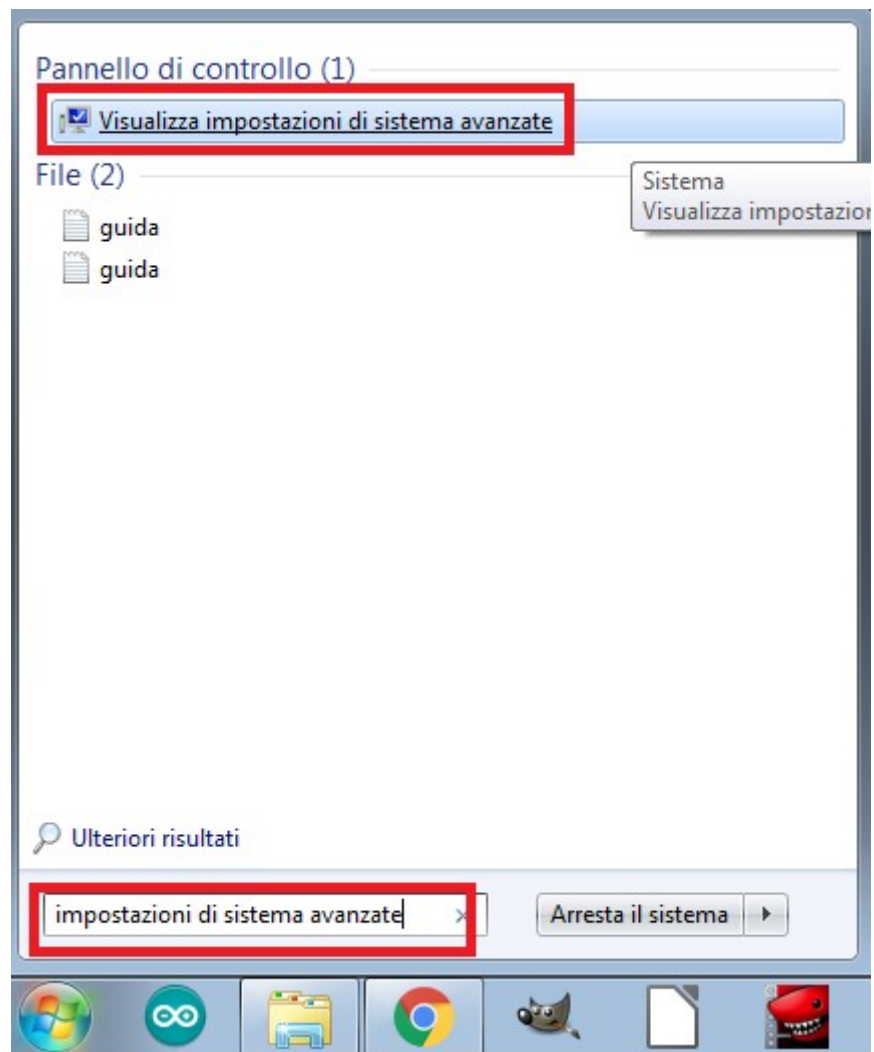 Pannello di controllo (1)
Visualizza impostazioni di sistema avanzate
File (2)
Sistema
Visualizza
guida
guida
Ulteriori risultati
impostazioni di sistema avanzate
Arresta il sistema